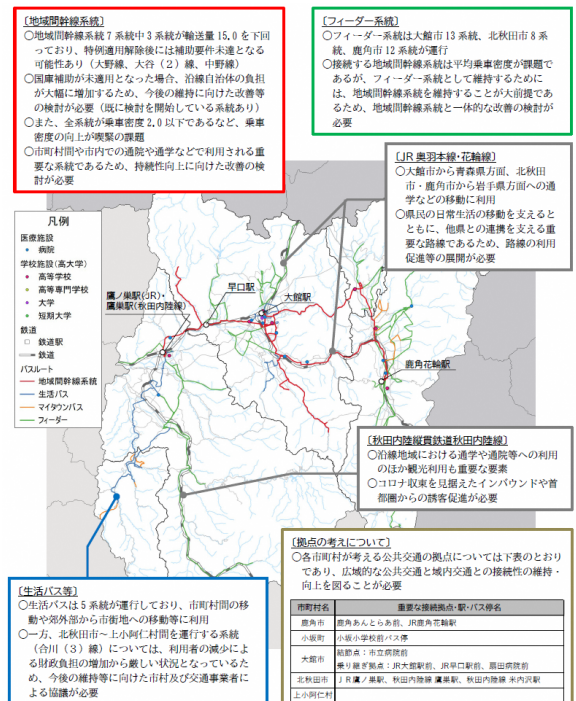 〔地域間幹線系統〕
○地域間幹線系統7系統中3系統が輸送量15.0を下回
っており、特例適用解除後には補助要件未達となる
可能性あり（大野線、大谷（2）線、中野線）
○国庫補助が未適用となった場合、沿線自治体の負担
が大幅に増加するため、今後の維持に向けた改善等
の検討が必要（既に検討を開始している系統あり）
○また、全系統が乗車密度2.0以下であるなど、乗車
密度の向上が喫緊の課題
○市町村間や市内での通院や通学などで利用される重
要な系統であるため、持続性向上に向けた改善の検
討が必要
〔フィーダー系統〕
○フィーダー系統は大館市13系統、北秋田市8系
統、鹿角市12系統が運行
○接続する地域間幹線系統は平均乗車密度が課題で
あるが、フィーダー系統として維持するために
は、地域間幹線系統を維持することが大前提であ
るため、地域間幹線系統と一体的な改善の検討が
必要
〔JR奥羽本線・花輪線〕
○大館市から青森県方面、北秋田
市・鹿角市から岩手県方面への通
学などの移動に利用
○県民の日常生活の移動を支えると
ともに、他県との連携を支える重
要な路線であるため、路線の利用
促進等の展開が必要
凡例
医療施設
病院
学校施設(高大学)
高等学校
高等専門学校
大学
短期大学
鉄道
鉄道駅
鉄道
バスルート
地域間幹線系統
生活バス
マイタウンバス
フィーダー
鷹ノ巣駅(JR)・
鷹巣駅(秋田内陸線)
早口駅
大館駅
鹿角花輪駅
〔秋田内陸縦貫鉄道秋田内陸線〕
○沿線地域における通学や通院等への利用
のほか観光利用も重要な要素
○コロナ収束を見据えたインバウンドや首
都圏からの誘客促進が必要
〔生活バス等〕
○生活バスは5系統が運行しており、市町村間の移
動や郊外部から市街地への移動等に利用
○一方、北秋田市～上小阿仁村間を運行する系統
（合川（3）線）については、利用者の減少によ
る財政負担の増加から厳しい状況となっているた
め、今後の維持等に向けた市村及び交通事業者に
よる協議が必要
〔拠点の考えについて〕
○各市町村が考える公共交通の拠点については下表のとおり
であり、広域的な公共交通と域内交通との接続性の維持・
向上を図ることが必要
市町村名 重要な接続拠点・駅・バス停名
鹿角市 鹿角あんとらあ前、JR鹿角花輪駅
小坂町 小坂小学校前バス停
大館市 結節点：市立病院前
乗り継ぎ拠点：JR大館駅前、JR早口駅前、扇田病院前
北秋田市 JR鷹ノ巣駅、秋田内陸線 鷹巣駅、秋田内陸線 米内沢駅
上小阿仁村